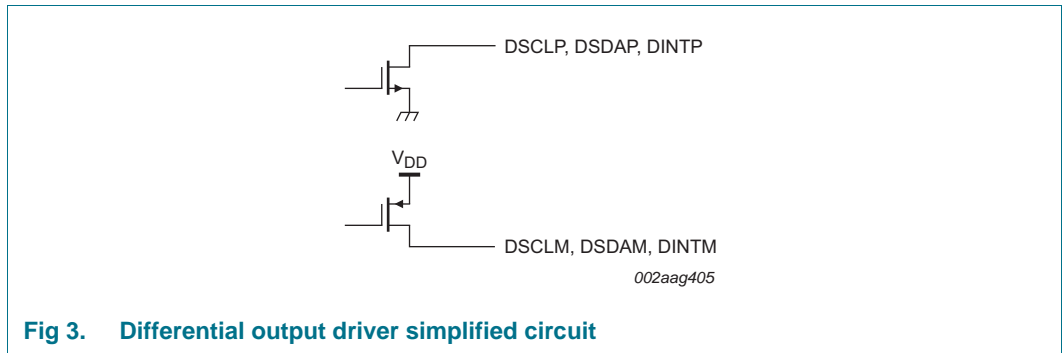 DSCLP, DSDAP, DINTP
VDD
DSCLM, DSDAM, DINTM
002aag405
Fig 3. Differential output driver simplified circuit